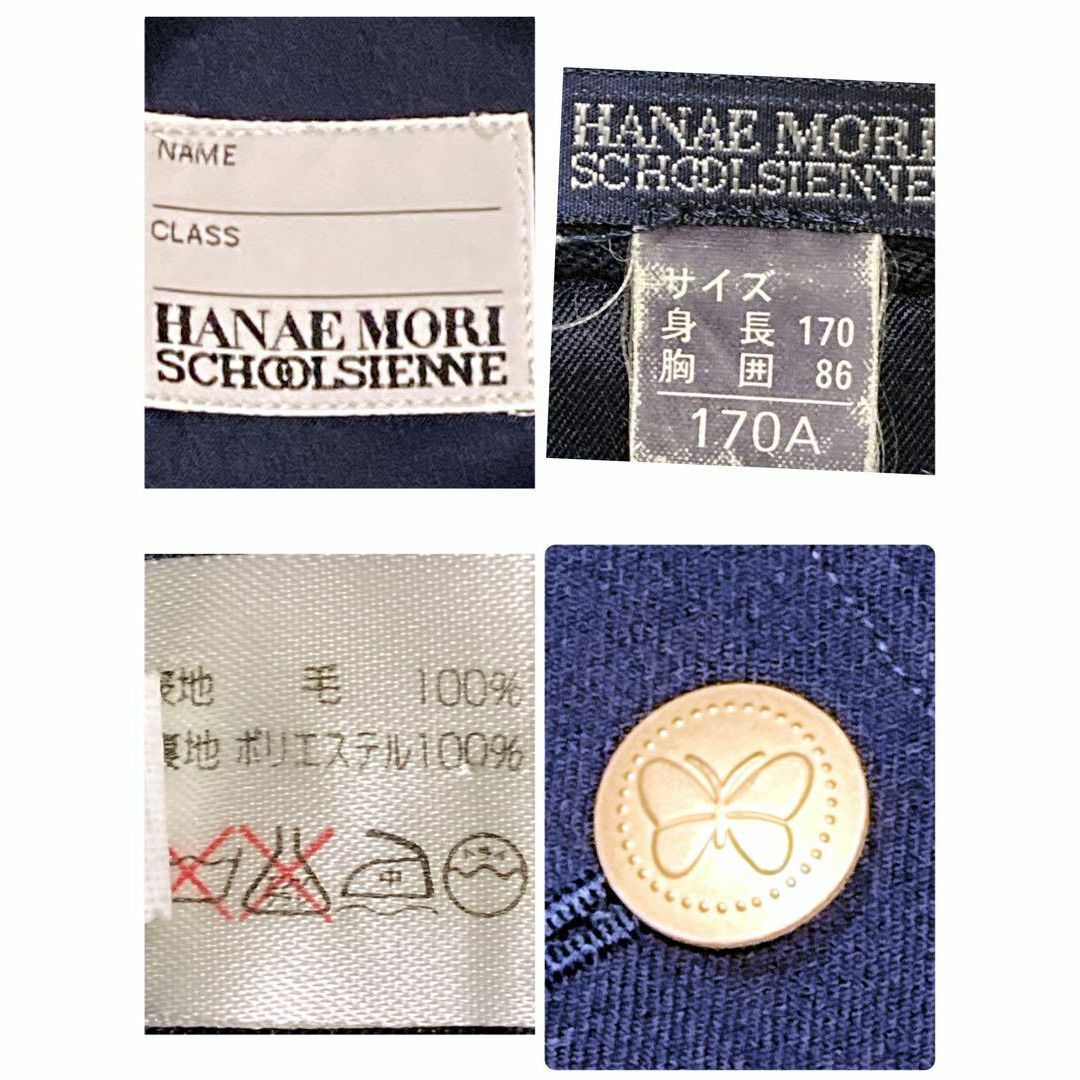 NAME
CLASS
HANAE MORI
SCHOOLSIENNE
HANAE MORI
SCHOOLSIENNE
サイズ
身長 170
胸囲 86
170A
表地 毛 100%
裏地 ポリエステル100%
中